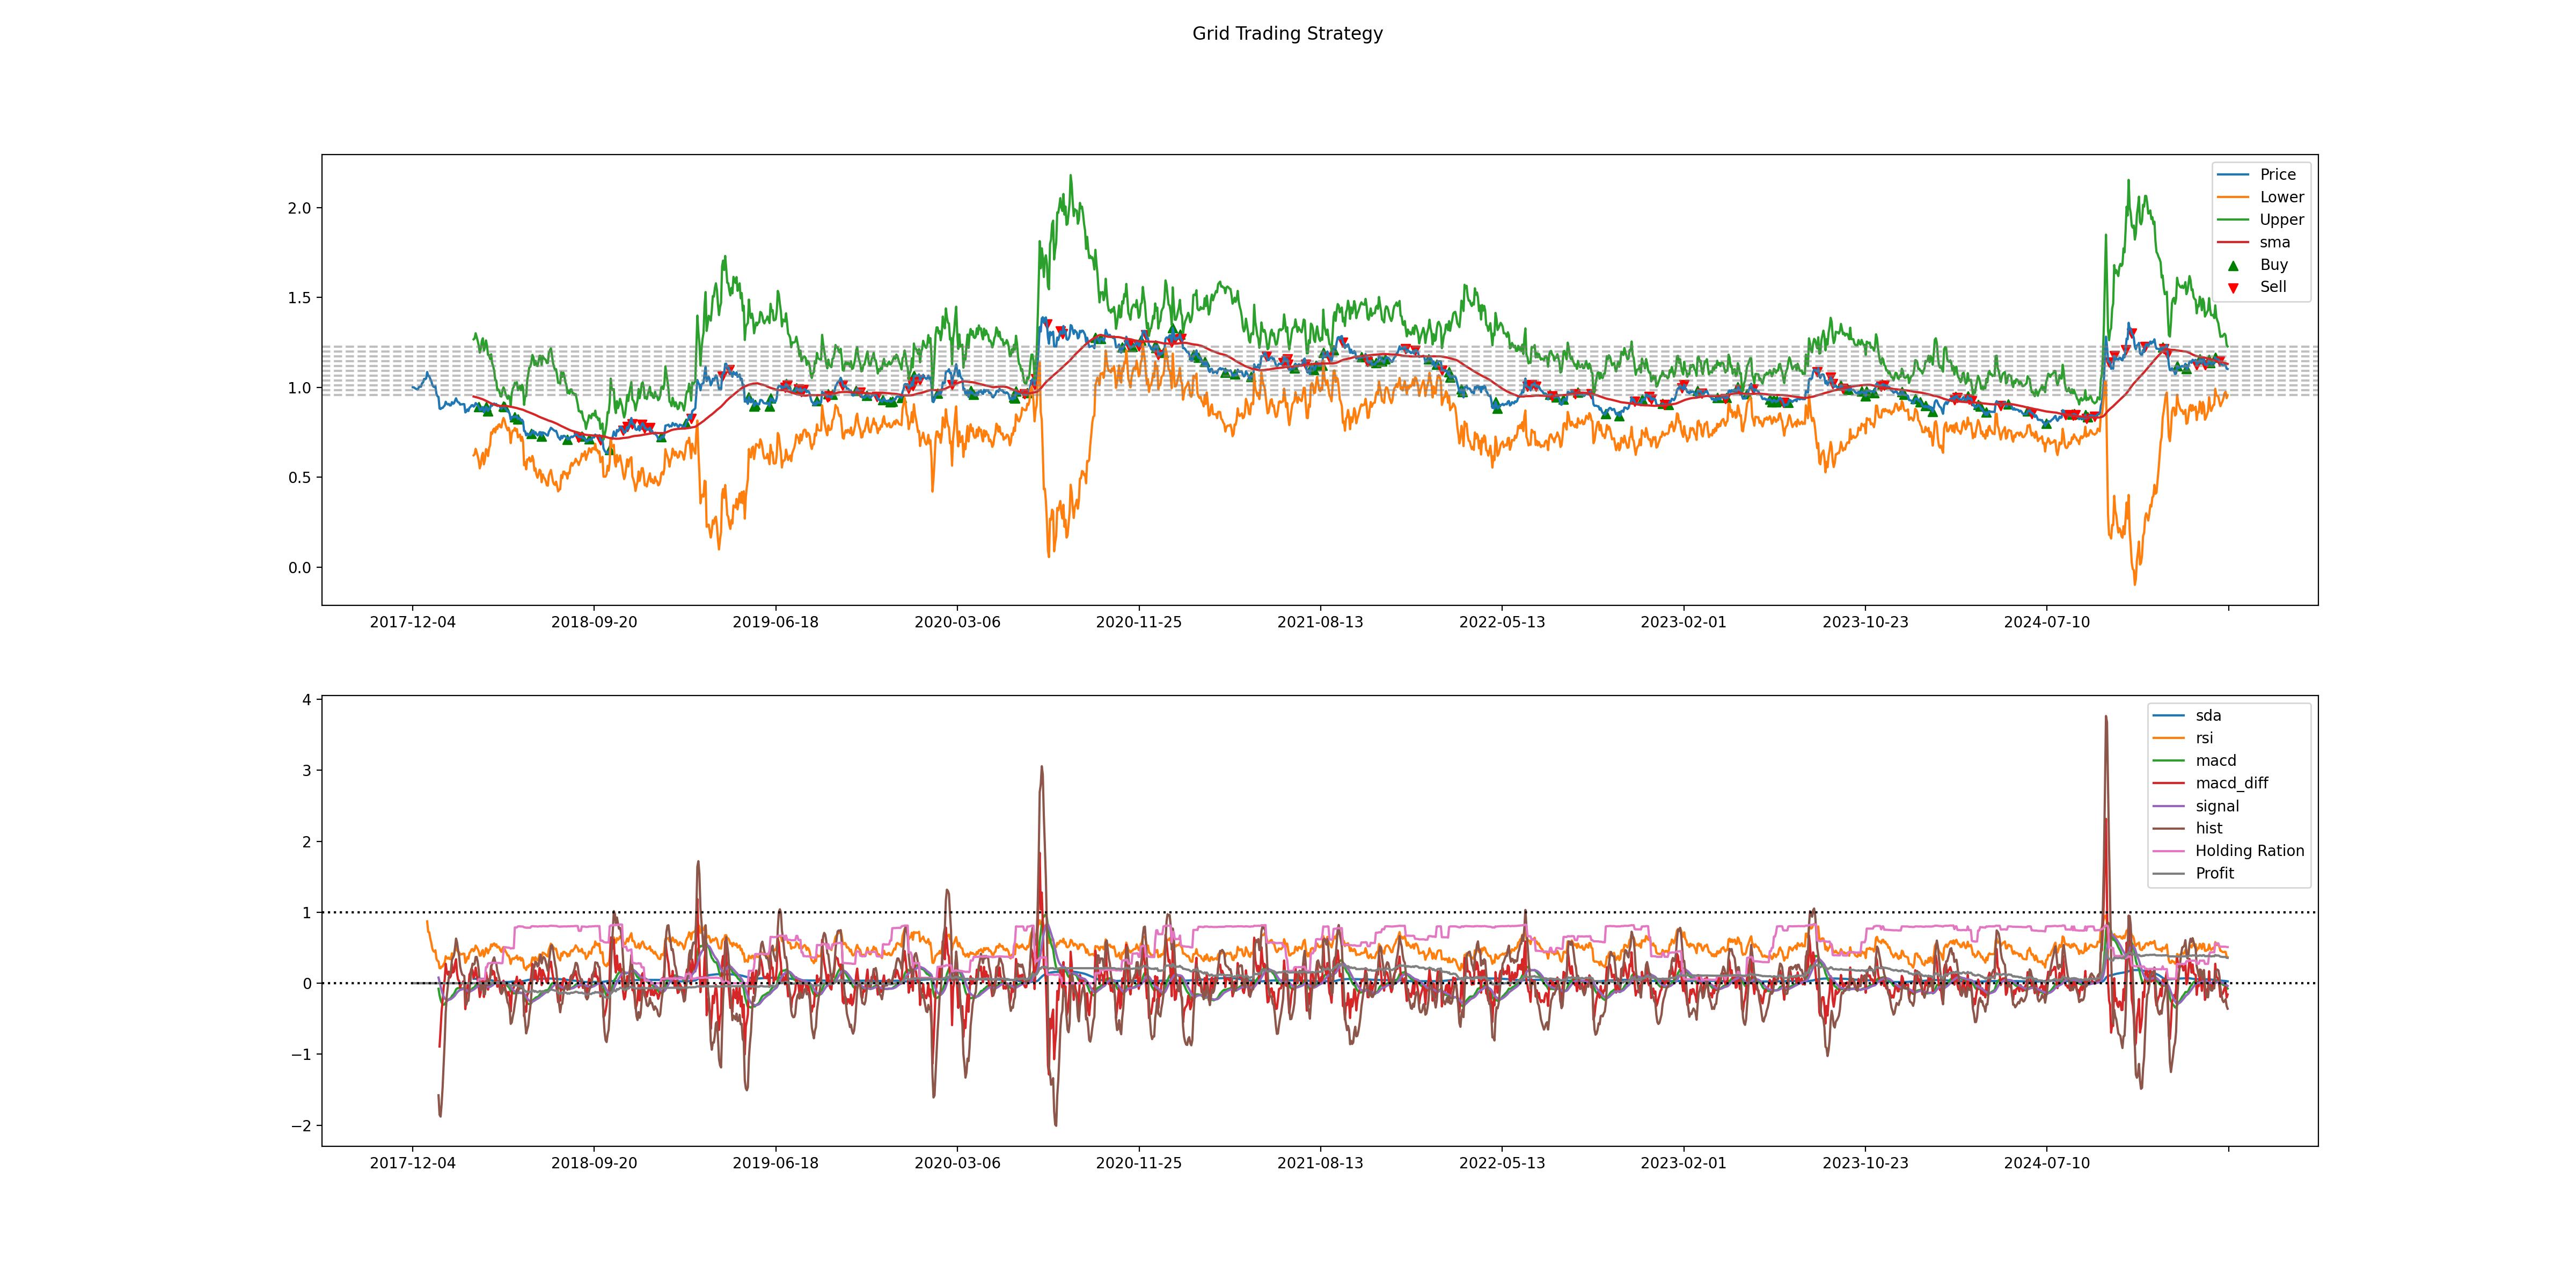 Grid Trading Strategy
2.0
1.5
1.0
0.5
0.0
Price
Lower
Upper
sma
Buy
Sell
2017-12-04
2018-09-20
2019-06-18
2020-03-06
2020-11-25
2021-08-13
2022-05-13
2023-02-01
2023-10-23
2024-07-10
4
3
2
1
0
−1
−2
sda
rsi
macd
macd_diff
signal
hist
Holding Ration
Profit
2017-12-04
2018-09-20
2019-06-18
2020-03-06
2020-11-25
2021-08-13
2022-05-13
2023-02-01
2023-10-23
2024-07-10